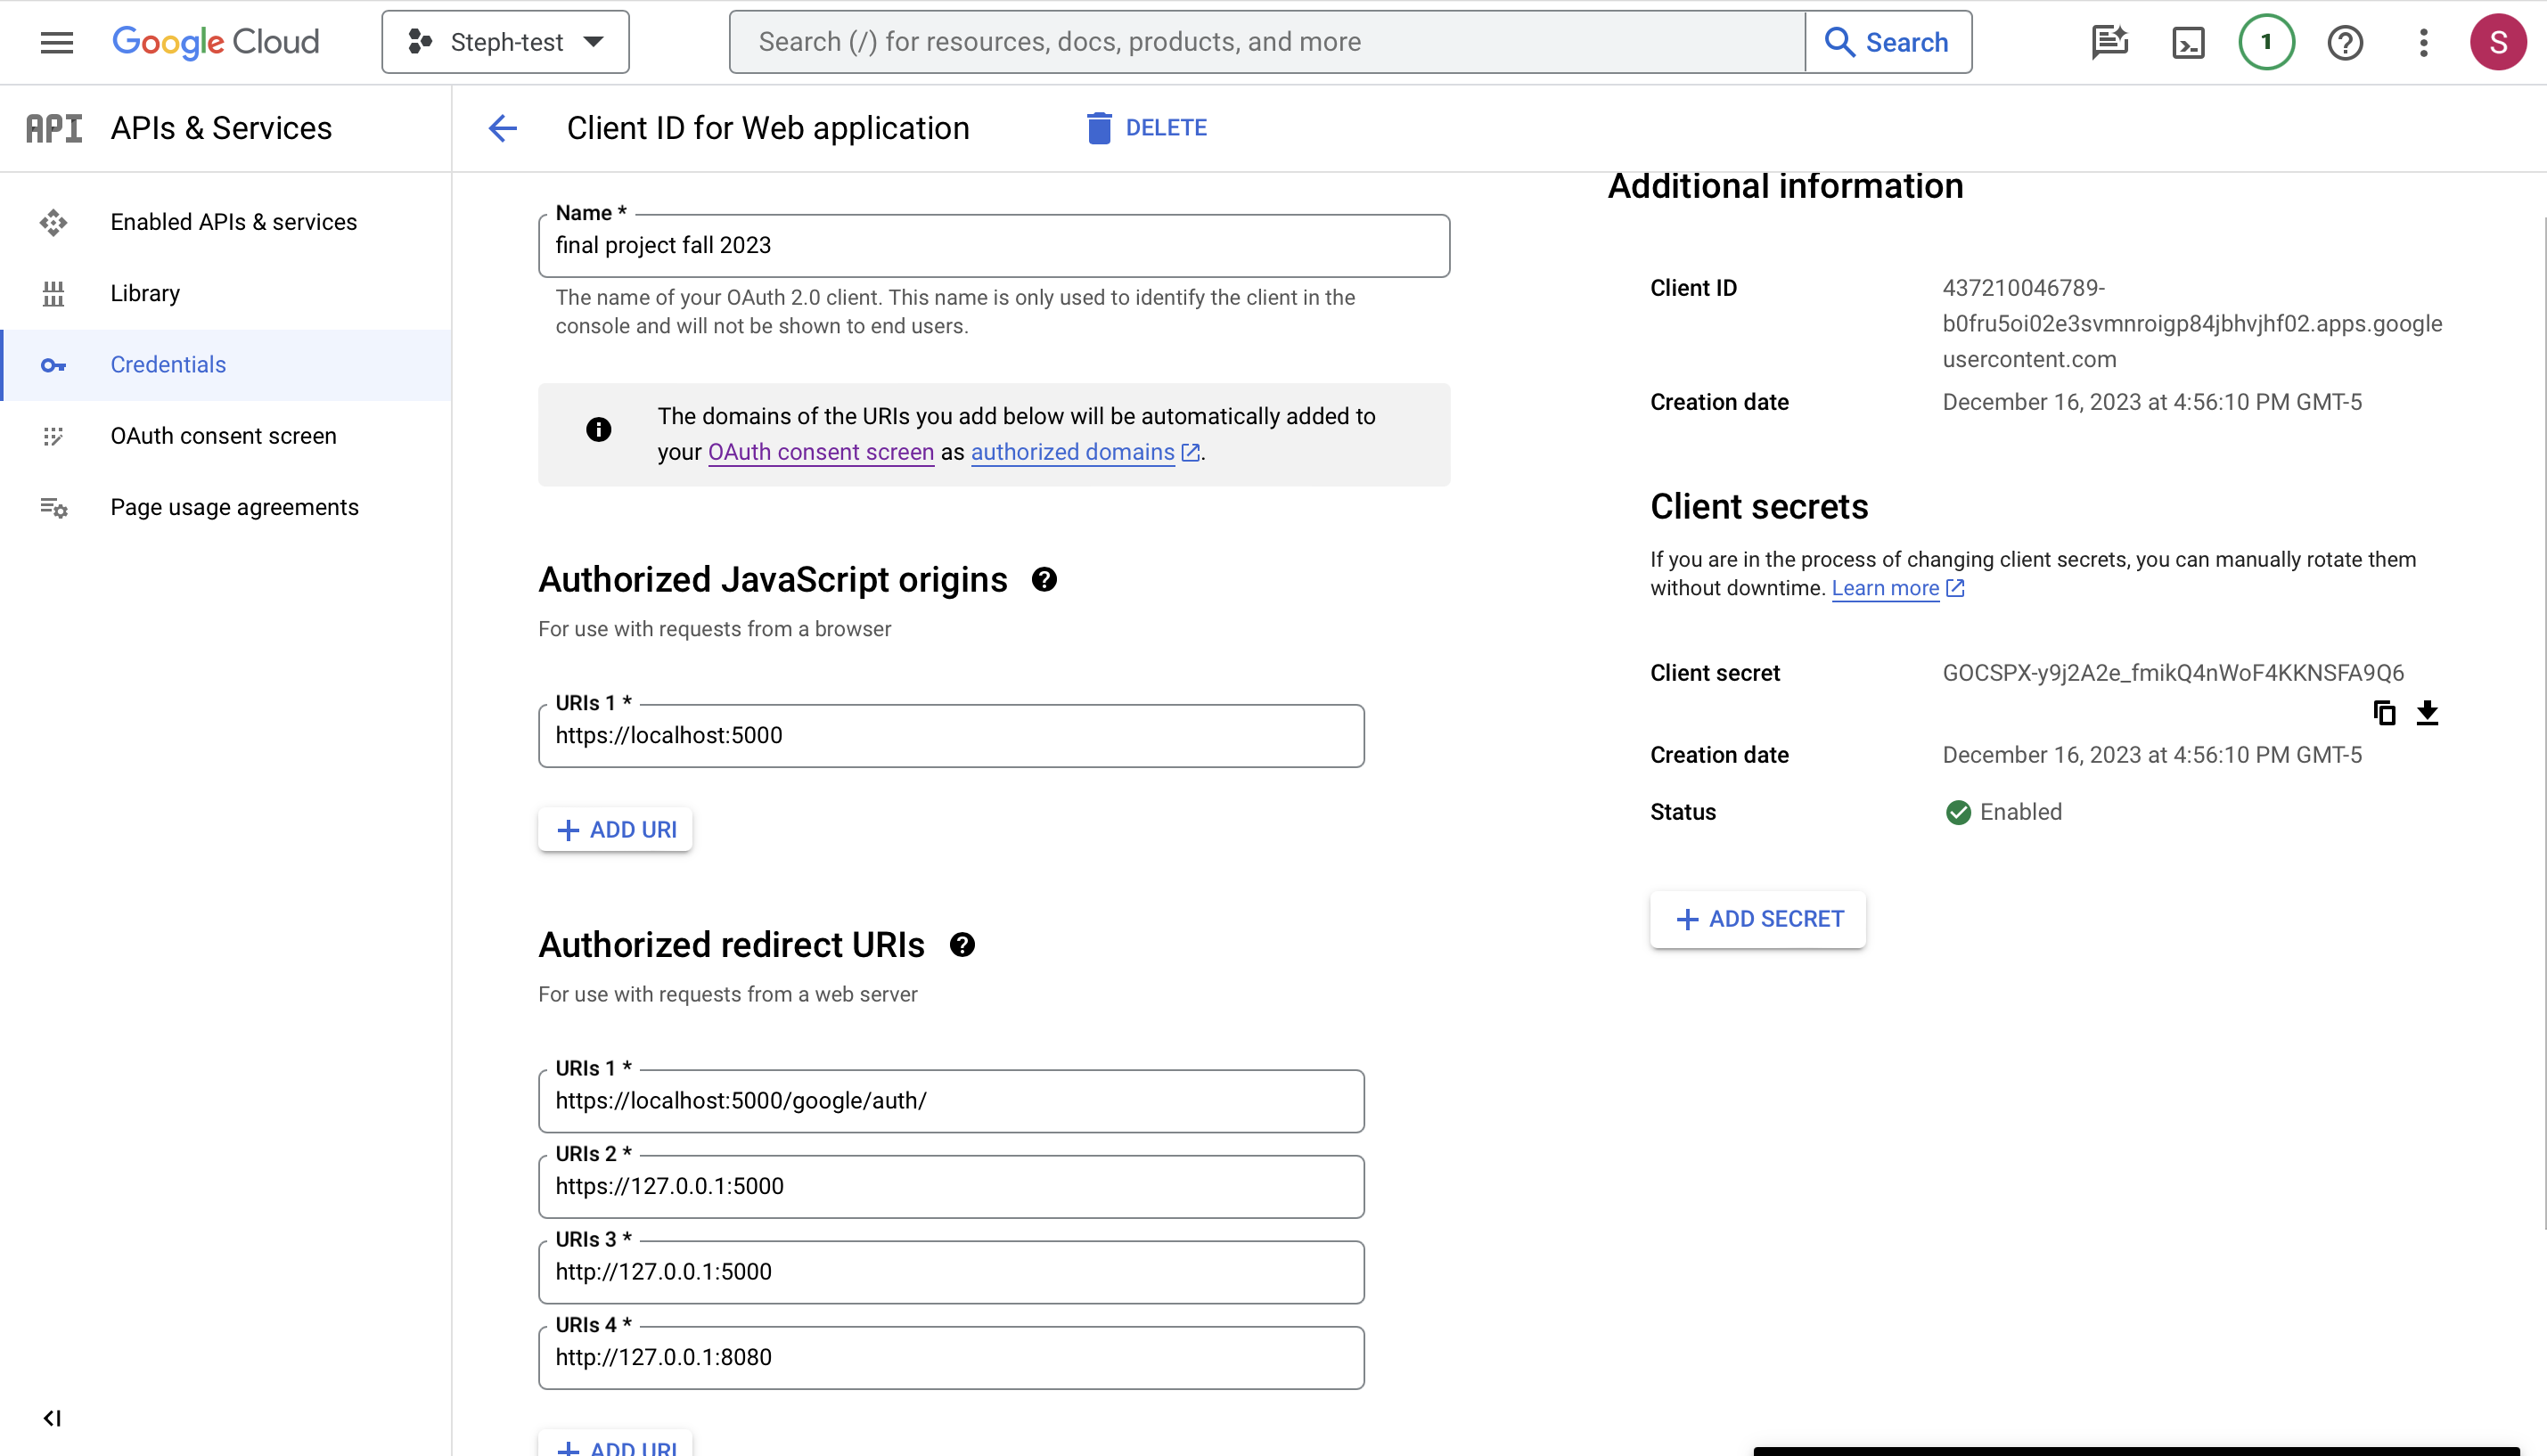 Google Cloud
Steph-test
Search (/) for resources, docs, products, and more
Search
1
S
API
APIs & Services
Client ID for Web application
DELETE
Enabled APIs & services
Library
Credentials
OAuth consent screen
Page usage agreements
Name *
final project fall 2023
The name of your OAuth 2.0 client. This name is only used to identify the client in the
console and will not be shown to end users.
The domains of the URIs you add below will be automatically added to
your OAuth consent screen as authorized domains.
Authorized JavaScript origins
For use with requests from a browser
URIs 1 *
https://localhost:5000
ADD URI
Authorized redirect URIs
For use with requests from a web server
URIs 1 *
https://localhost:5000/google/auth/
URIs 2 *
https://127.0.0.1:5000
URIs 3 *
http://127.0.0.1:5000
URIs 4 *
http://127.0.0.1:8080
ADD URI
Additional information
Client ID
437210046789-
b0fru5oi02e3svmnroigp84jbhvjhf02.apps.google
usercontent.com
Creation date
December 16, 2023 at 4:56:10 PM GMT-5
Client secrets
If you are in the process of changing client secrets, you can manually rotate them
without downtime. Learn more
Client secret
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
Creation date
December 16, 2023 at 4:56:10 PM GMT-5
Status
Enabled
ADD SECRET